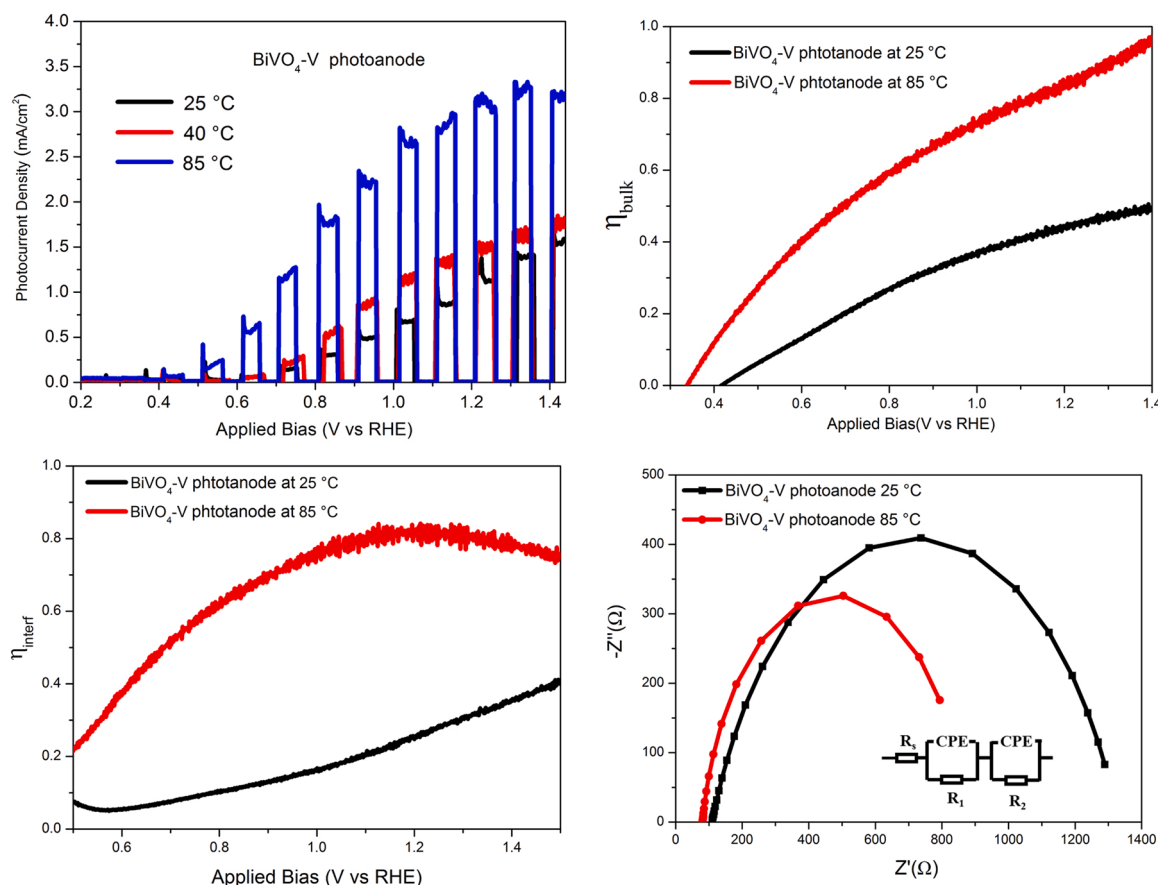 4.0
3.5
3.0
2.5
2.0
1.5
1.0
0.5
0.0
Photocurrent Density (mA/cm²)
BiVO₄-V photoanode
25 °C
40 °C
85 °C
0.2 0.4 0.6 0.8 1.0 1.2 1.4
Applied Bias (V vs RHE)
1.0
0.8
0.6
0.4
0.2
0.0
η_bulk
BiVO₄-V phtotanode at 25 °C
BiVO₄-V phtotanode at 85 °C
0.4 0.6 0.8 1.0 1.2 1.4
Applied Bias(V vs RHE)
1.0
0.8
0.6
0.4
0.2
0.0
η_interf
BiVO₄-V phtotanode at 25 °C
BiVO₄-V phtotanode at 85 °C
0.6 0.8 1.0 1.2 1.4
Applied Bias (V vs RHE)
500
400
300
200
100
0
-Z''(Ω)
BiVO₄-V photoanode 25 °C
BiVO₄-V photoanode 85 °C
Rₛ CPE CPE
R₁ R₂
0 200 400 600 800 1000 1200 1400
Z'(Ω)